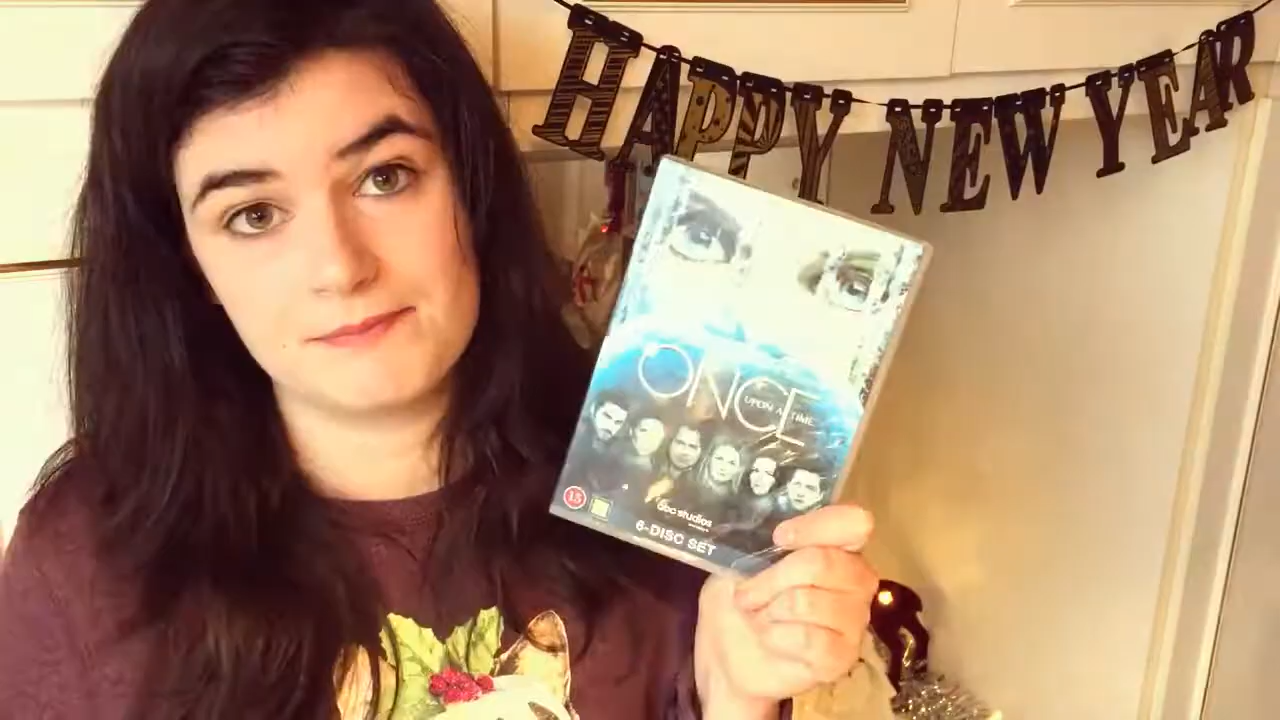 HAPPY NEW YEAR
ONCE
UPON A TIME
15
abc studios
6-DISC SET